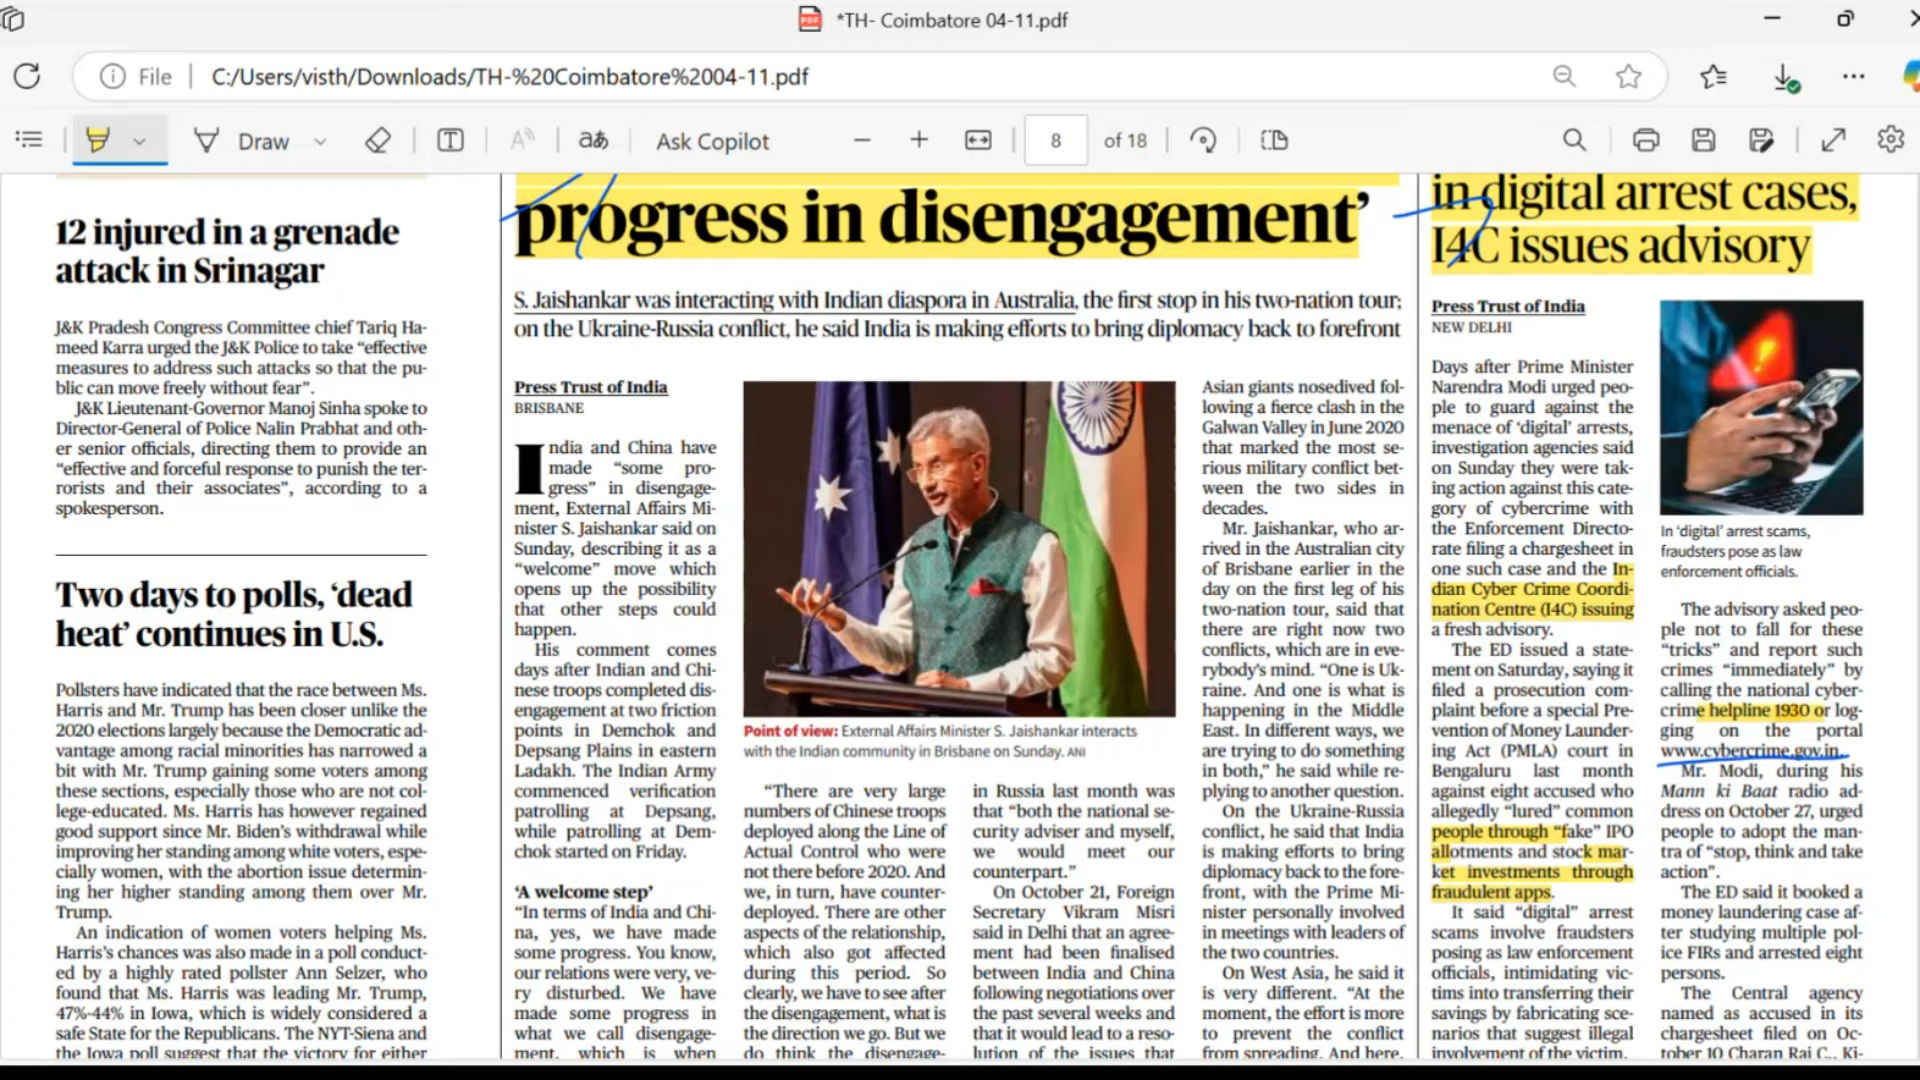 *TH- Coimbatore 04-11.pdf
File
C:/Users/visth/Downloads/TH-%20Coimbatore%2004-11.pdf
Draw
Ask Copilot
8
of 18
12 injured in a grenade
attack in Srinagar
J&K Pradesh Congress Committee chief Tariq Ha-
meed Karra urged the J&K Police to take “effective
measures to address such attacks so that the pu-
blic can move freely without fear”.
J&K Lieutenant-Governor Manoj Sinha spoke to
Director-General of Police Nalin Prabhat and oth-
er senior officials, directing them to provide an
“effective and forceful response to punish the ter-
rorists and their associates”, according to a
spokesperson.
Two days to polls, ‘dead
heat’ continues in U.S.
Pollsters have indicated that the race between Ms.
Harris and Mr. Trump has been closer unlike the
2020 elections largely because the Democratic ad-
vantage among racial minorities has narrowed a
bit with Mr. Trump gaining some voters among
these sections, especially those who are not col-
lege-educated. Ms. Harris has however regained
good support since Mr. Biden’s withdrawal while
improving her standing among white voters, espe-
cially women, with the abortion issue determin-
ing her higher standing among them over Mr.
Trump.
An indication of women voters helping Ms.
Harris’s chances was also made in a poll conduct-
ed by a highly rated pollster Ann Selzer, who
found that Ms. Harris was leading Mr. Trump,
47%-44% in Iowa, which is widely considered a
safe State for the Republicans. The NYT-Siena and
the Iowa poll suggest that the victory for either
progress in disengagement’
S. Jaishankar was interacting with Indian diaspora in Australia, the first stop in his two-nation tour;
on the Ukraine-Russia conflict, he said India is making efforts to bring diplomacy back to forefront
Press Trust of India
BRISBANE
India and China have
made “some pro-
gress” in disengage-
ment, External Affairs Mi-
nister S. Jaishankar said on
Sunday, describing it as a
“welcome” move which
opens up the possibility
that other steps could
happen.
His comment comes
days after Indian and Chi-
nese troops completed dis-
engagement at two friction
points in Demchok and
Depsang Plains in eastern
Ladakh. The Indian Army
commenced verification
patrolling at Depsang,
while patrolling at Dem-
chok started on Friday.
‘A welcome step’
“In terms of India and Chi-
na, yes, we have made
some progress. You know,
our relations were very, ve-
ry disturbed. We have
made some progress in
what we call disengage-
ment, which is when
Point of view: External Affairs Minister S. Jaishankar interacts
with the Indian community in Brisbane on Sunday. ANI
“There are very large
numbers of Chinese troops
deployed along the Line of
Actual Control who were
not there before 2020. And
we, in turn, have counter-
deployed. There are other
aspects of the relationship,
which also got affected
during this period. So
clearly, we have to see after
the disengagement, what is
the direction we go. But we
do think the disengage-
in Russia last month was
that “both the national se-
curity adviser and myself,
we would meet our
counterpart.”
On October 21, Foreign
Secretary Vikram Misri
said in Delhi that an agree-
ment had been finalised
between India and China
following negotiations over
the past several weeks and
that it would lead to a reso-
lution of the issues that
Asian giants nosedived fol-
lowing a fierce clash in the
Galwan Valley in June 2020
that marked the most se-
rious military conflict bet-
ween the two sides in
decades.
Mr. Jaishankar, who ar-
rived in the Australian city
of Brisbane earlier in the
day on the first leg of his
two-nation tour, said that
there are right now two
conflicts, which are in eve-
rybody’s mind. “One is Uk-
raine. And one is what is
happening in the Middle
East. In different ways, we
are trying to do something
in both,” he said while re-
plying to another question.
On the Ukraine-Russia
conflict, he said that India
is making efforts to bring
diplomacy back to the fore-
front, with the Prime Mi-
nister personally involved
in meetings with leaders of
the two countries.
On West Asia, he said it
is very different. “At the
moment, the effort is more
to prevent the conflict
from spreading. And here,
in digital arrest cases,
I4C issues advisory
Press Trust of India
NEW DELHI
Days after Prime Minister
Narendra Modi urged peo-
ple to guard against the
menace of ‘digital’ arrests,
investigation agencies said
on Sunday they were tak-
ing action against this cate-
gory of cybercrime with
the Enforcement Directo-
rate filing a chargesheet in
one such case and the In-
dian Cyber Crime Coordi-
nation Centre (I4C) issuing
a fresh advisory.
The ED issued a state-
ment on Saturday, saying it
filed a prosecution com-
plaint before a special Pre-
vention of Money Launder-
ing Act (PMLA) court in
Bengaluru last month
against eight accused who
allegedly “lured” common
people through “fake” IPO
allotments and stock mar-
ket investments through
fraudulent apps.
It said “digital” arrest
scams involve fraudsters
posing as law enforcement
officials, intimidating vic-
tims into transferring their
savings by fabricating sce-
narios that suggest illegal
involvement of the victim.
In ‘digital’ arrest scams,
fraudsters pose as law
enforcement officials.
The advisory asked peo-
ple not to fall for these
“tricks” and report such
crimes “immediately” by
calling the national cyber-
crime helpline 1930 or log-
ging on the portal
www.cybercrime.gov.in.
Mr. Modi, during his
Mann ki Baat radio ad-
dress on October 27, urged
people to adopt the man-
tra of “stop, think and take
action”.
The ED said it booked a
money laundering case af-
ter studying multiple pol-
ice FIRs and arrested eight
persons.
The Central agency
named as accused in its
chargesheet filed on Oc-
tober 10 Charan Raj C., Ki-